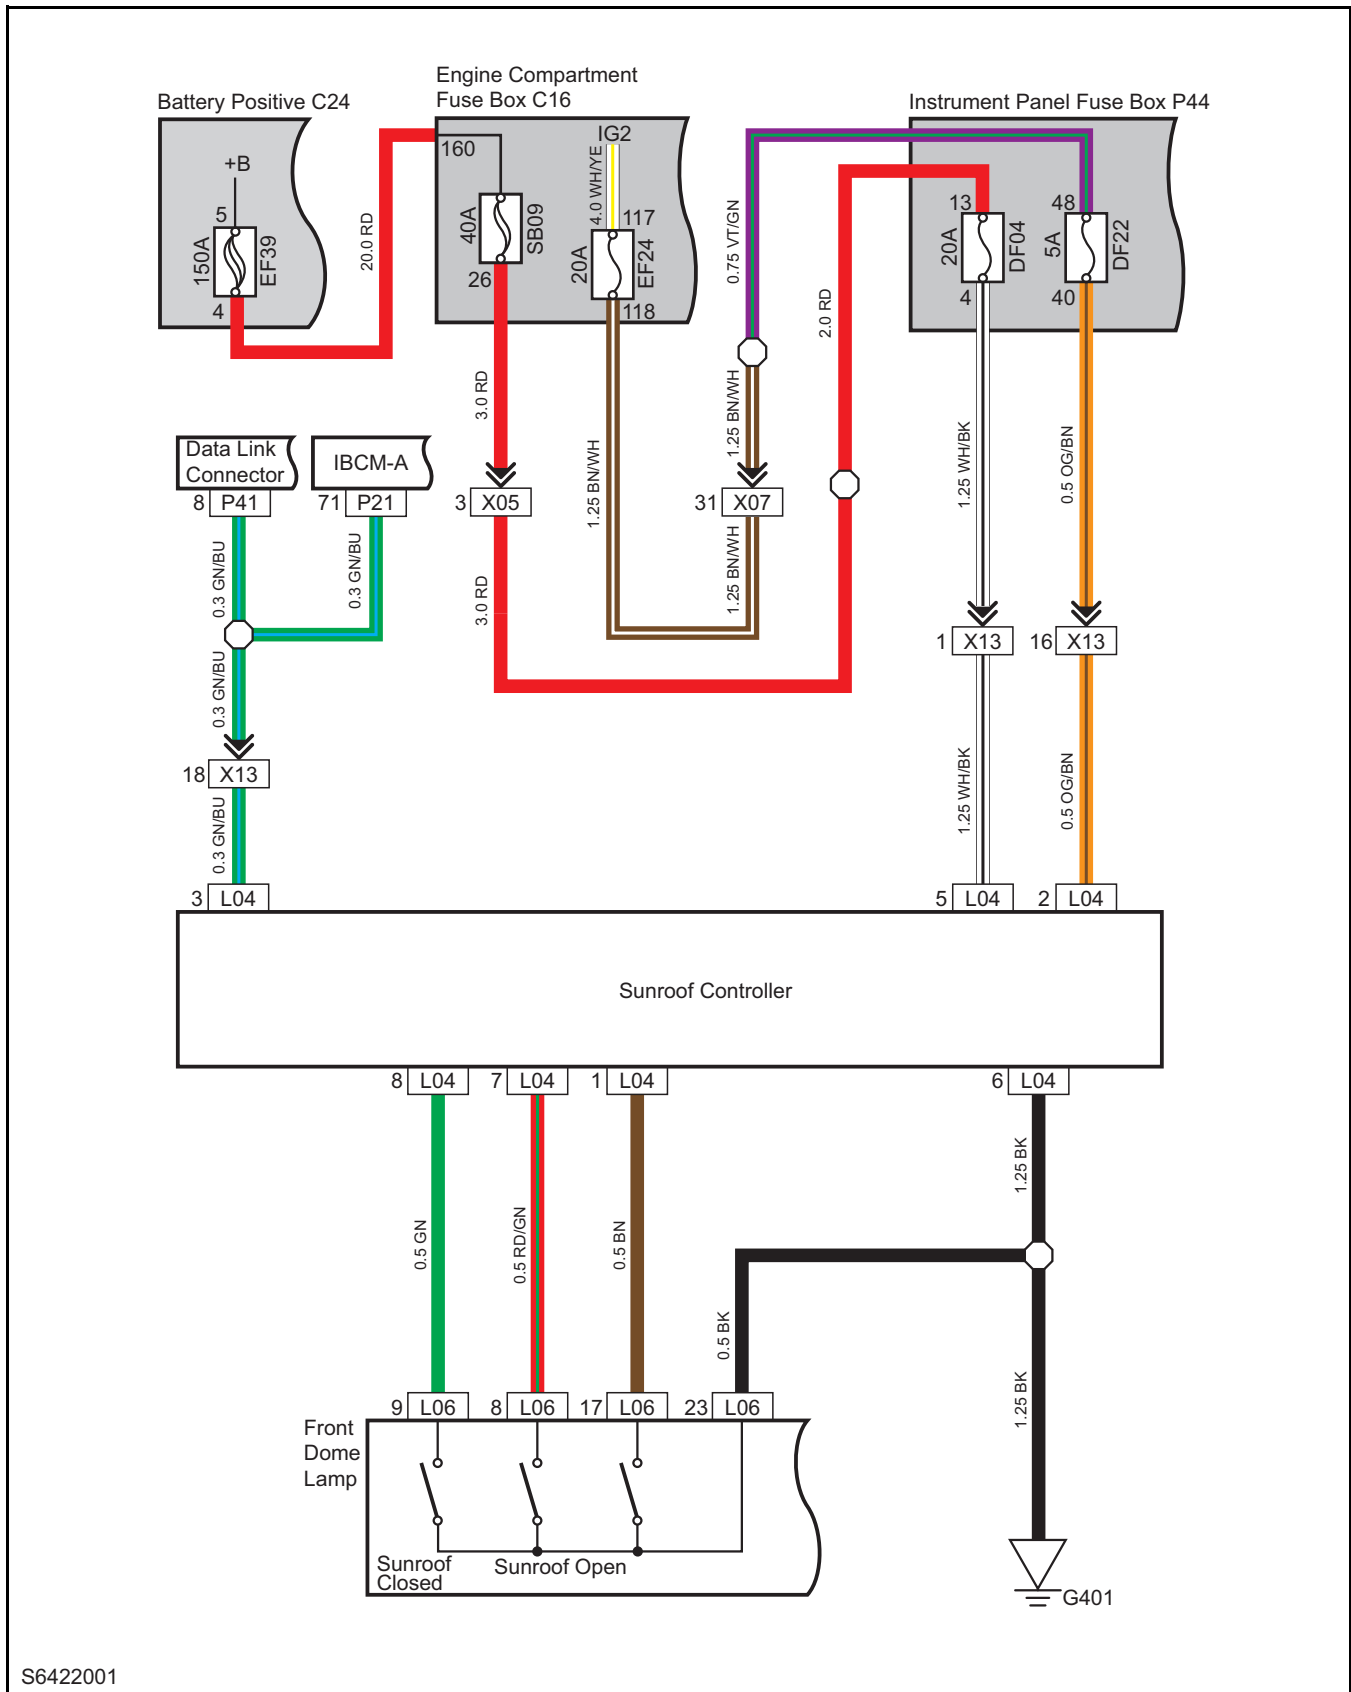 Engine Compartment
Fuse Box C16
Battery Positive C24
Instrument Panel Fuse Box P44
+B
5
150A
EF39
4
20.0 RD
160
40A
SB09
26
IG2
4.0 WH/YE
117
20A
EF24
118
0.75 VT/GN
2.0 RD
13
20A
DF04
4
48
5A
DF22
40
3.0 RD
1.25 BN/WH
1.25 BN/WH
1.25 WH/BK
0.5 OG/BN
Data Link
Connector
IBCM-A
8 P41
71 P21
3 X05
31 X07
0.3 GN/BU
0.3 GN/BU
3.0 RD
1.25 BN/WH
1 X13
16 X13
0.3 GN/BU
18 X13
0.3 GN/BU
1.25 WH/BK
0.5 OG/BN
3 L04
5 L04
2 L04
Sunroof Controller
8 L04
7 L04
1 L04
6 L04
0.5 GN
0.5 RD/GN
0.5 BN
1.25 BK
0.5 BK
1.25 BK
9 L06
8 L06
17 L06
23 L06
Front
Dome
Lamp
Sunroof
Closed
Sunroof Open
G401
S6422001